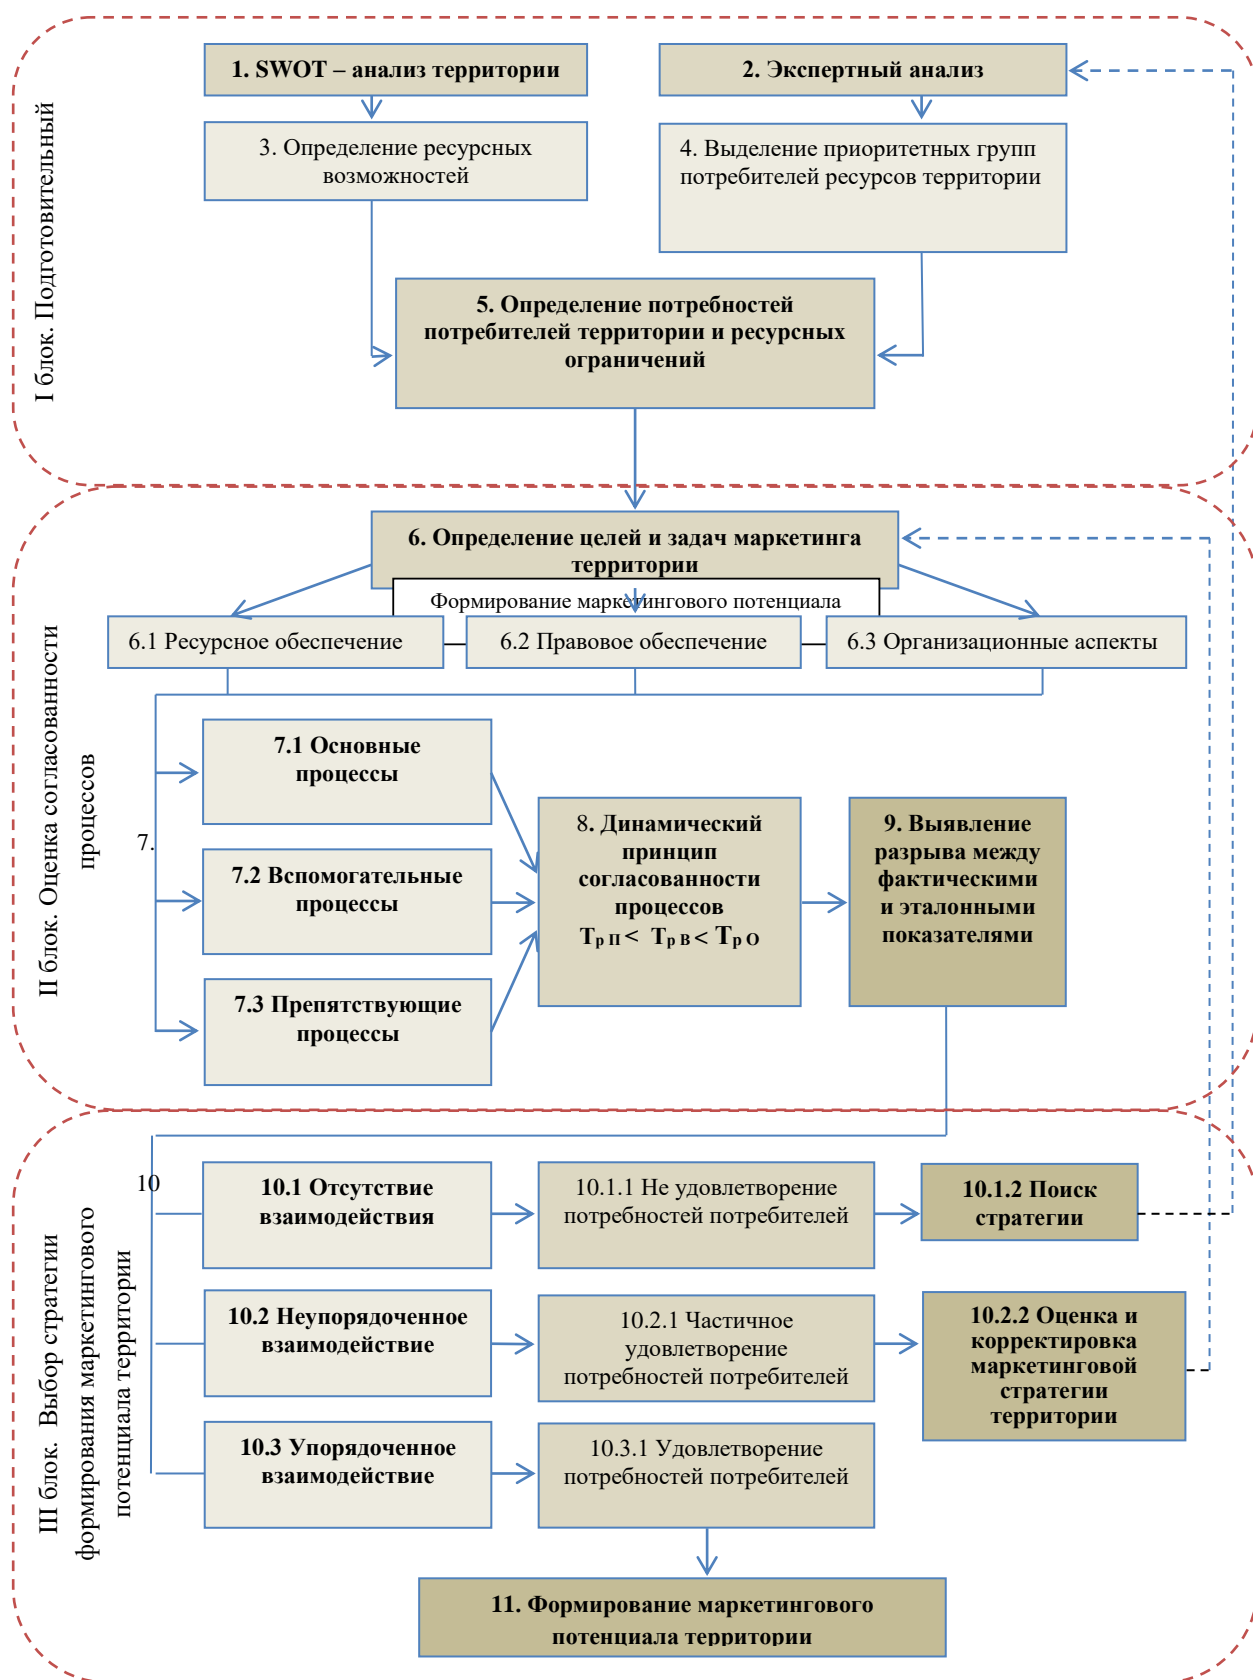 I блок. Подготовительный
1. SWOT – анализ территории
2. Экспертный анализ
3. Определение ресурсных
возможностей
4. Выделение приоритетных групп
потребителей ресурсов территории
5. Определение потребностей
потребителей территории и ресурсных
ограничений
II блок. Оценка согласованности
процессов
6. Определение целей и задач маркетинга
территории
Формирование маркетингового потенциала
6.1 Ресурсное обеспечение
6.2 Правовое обеспечение
6.3 Организационные аспекты
7.
7.1 Основные
процессы
7.2 Вспомогательные
процессы
7.3 Препятствующие
процессы
8. Динамический
принцип
согласованности
процессов
Тр П < Тр В < Тр О
9. Выявление
разрыва между
фактическими
и эталонными
показателями
III блок. Выбор стратегии
формирования маркетингового
потенциала территории
10
10.1 Отсутствие
взаимодействия
10.1.1 Не удовлетворение
потребностей потребителей
10.1.2 Поиск
стратегии
10.2 Неупорядоченное
взаимодействие
10.2.1 Частичное
удовлетворение
потребностей потребителей
10.2.2 Оценка и
корректировка
маркетинговой
стратегии
территории
10.3 Упорядоченное
взаимодействие
10.3.1 Удовлетворение
потребностей потребителей
11. Формирование маркетингового
потенциала территории